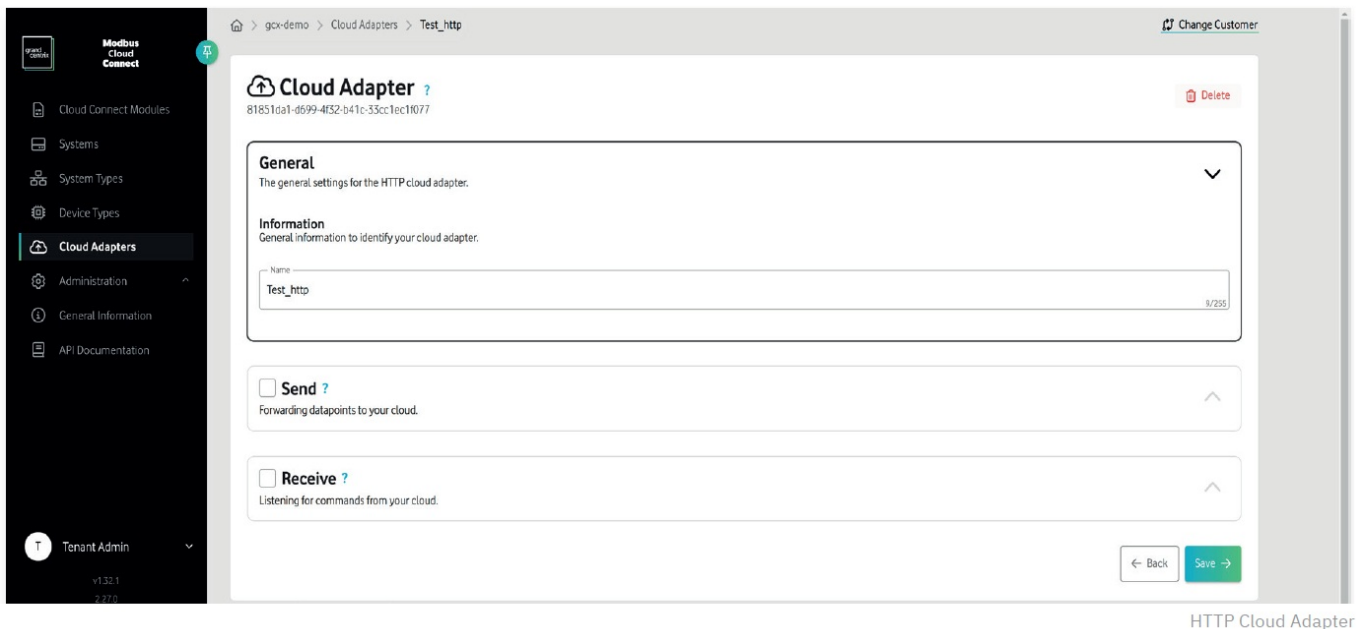 grand
centrix
Modbus
Cloud
Connect
Cloud Connect Modules
Systems
System Types
Device Types
Cloud Adapters
Administration
General Information
API Documentation
T Tenant Admin
v1.32.1
2.27.0
gcx-demo > Cloud Adapters > Test_http
Change Customer
Cloud Adapter ?
81851da1-d699-4f32-b41c-33cc1ec1f077
Delete
General
The general settings for the HTTP cloud adapter.
Information
General information to identify your cloud adapter.
Name
Test_http
9/255
Send ?
Forwarding datapoints to your cloud.
Receive ?
Listening for commands from your cloud.
← Back
Save →
HTTP Cloud Adapter